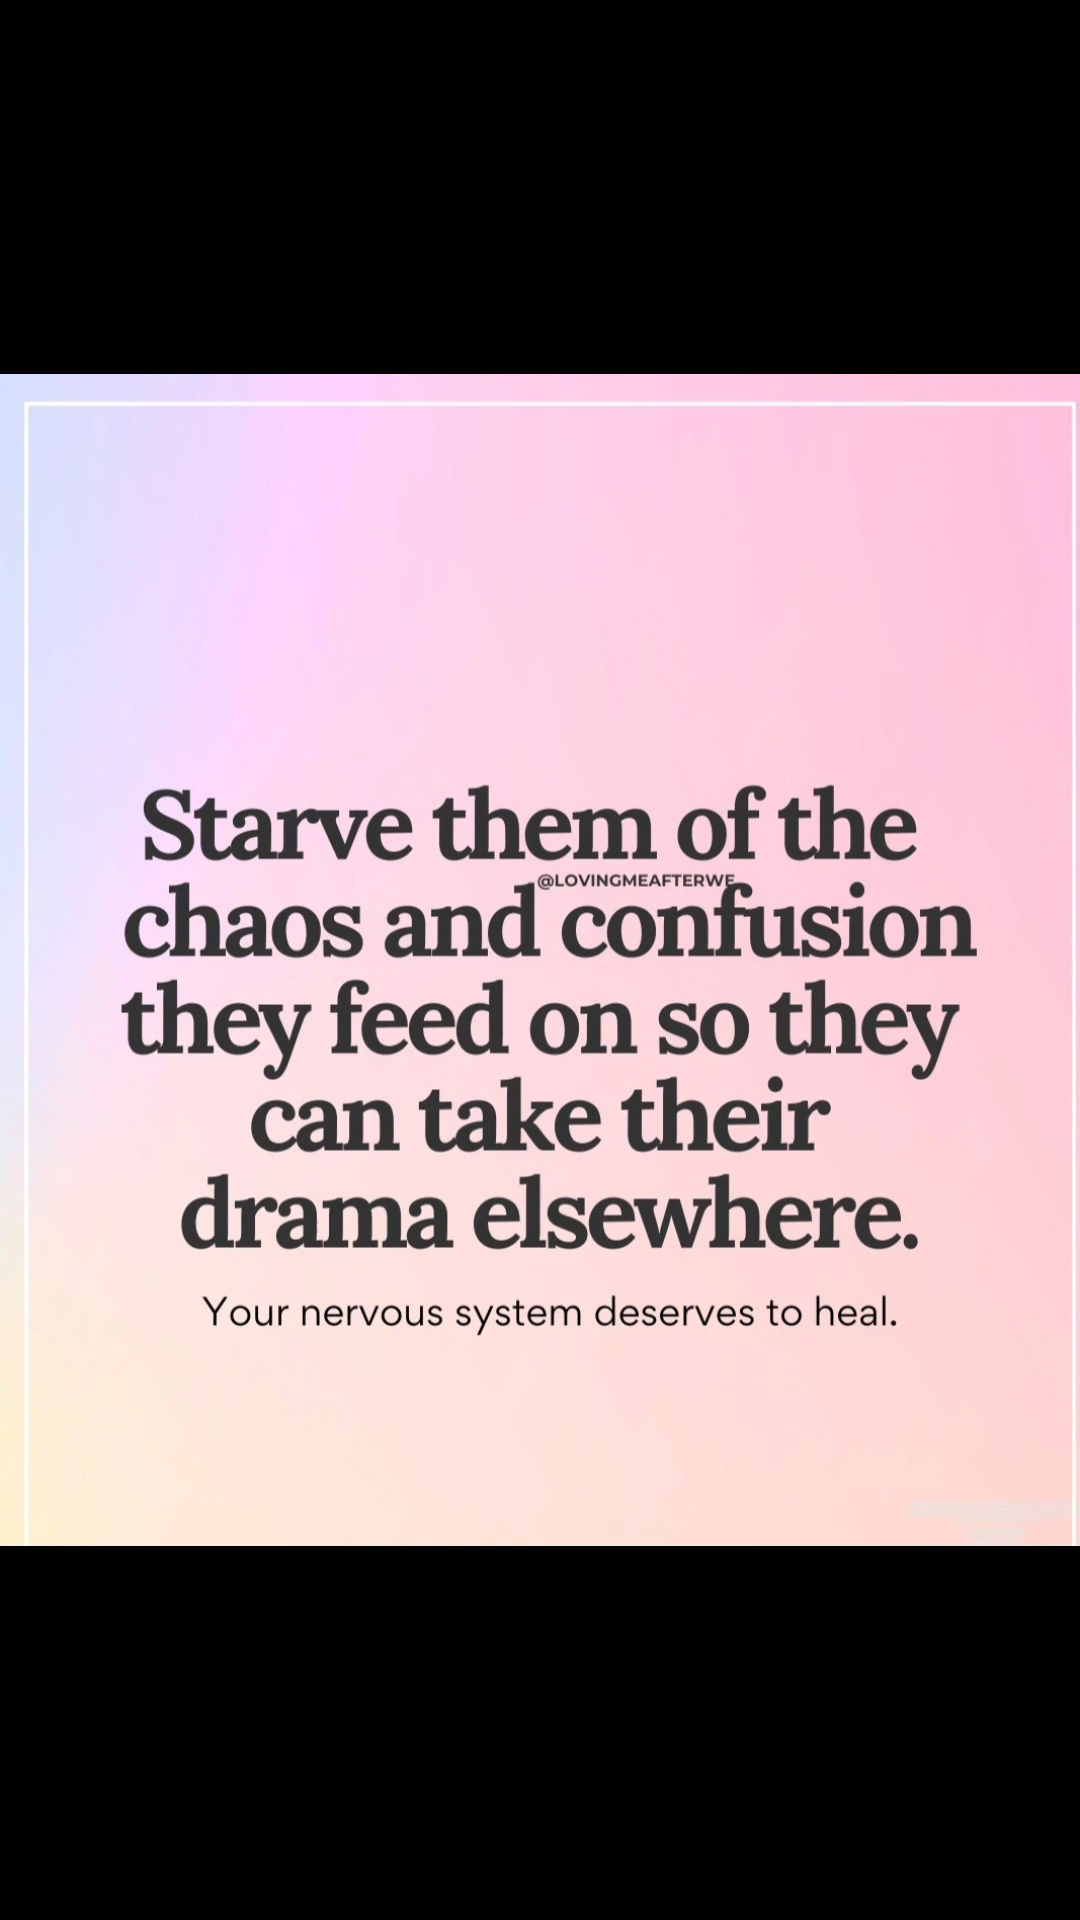 Starve them of the
@LOVINGMEAFTERWE
chaos and confusion
they feed on so they
can take their
drama elsewhere.
Your nervous system deserves to heal.